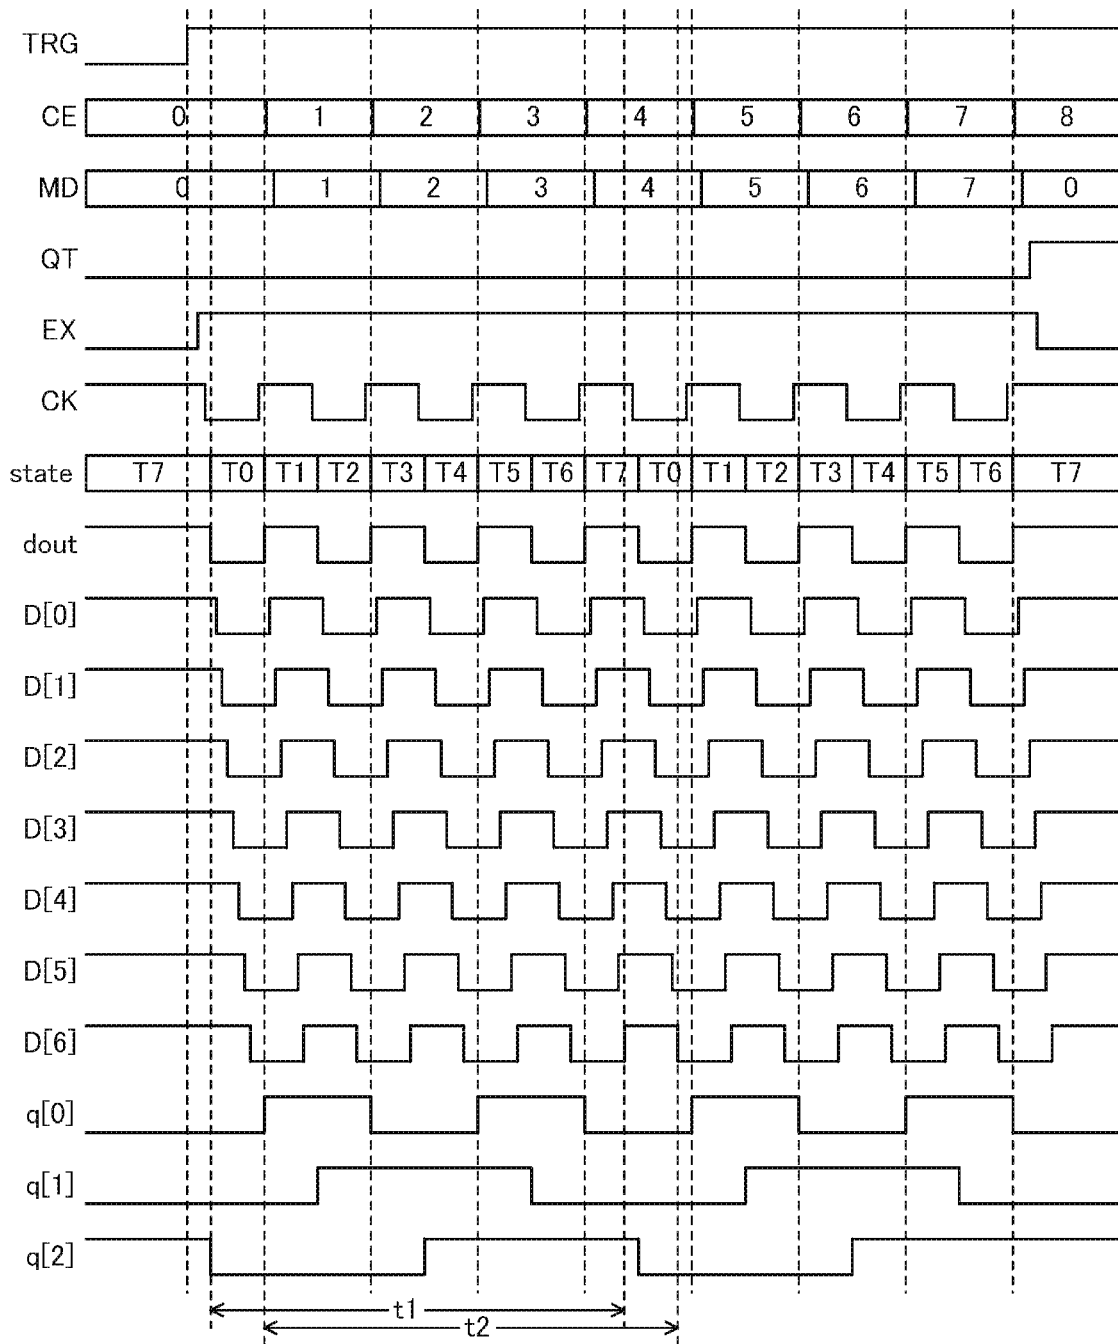 TRG
CE 0 1 2 3 4 5 6 7 8
MD 0 1 2 3 4 5 6 7 0
QT
EX
CK
state T7 T0 T1 T2 T3 T4 T5 T6 T7 T0 T1 T2 T3 T4 T5 T6 T7
dout
D[0]
D[1]
D[2]
D[3]
D[4]
D[5]
D[6]
q[0]
q[1]
q[2]
t1
t2